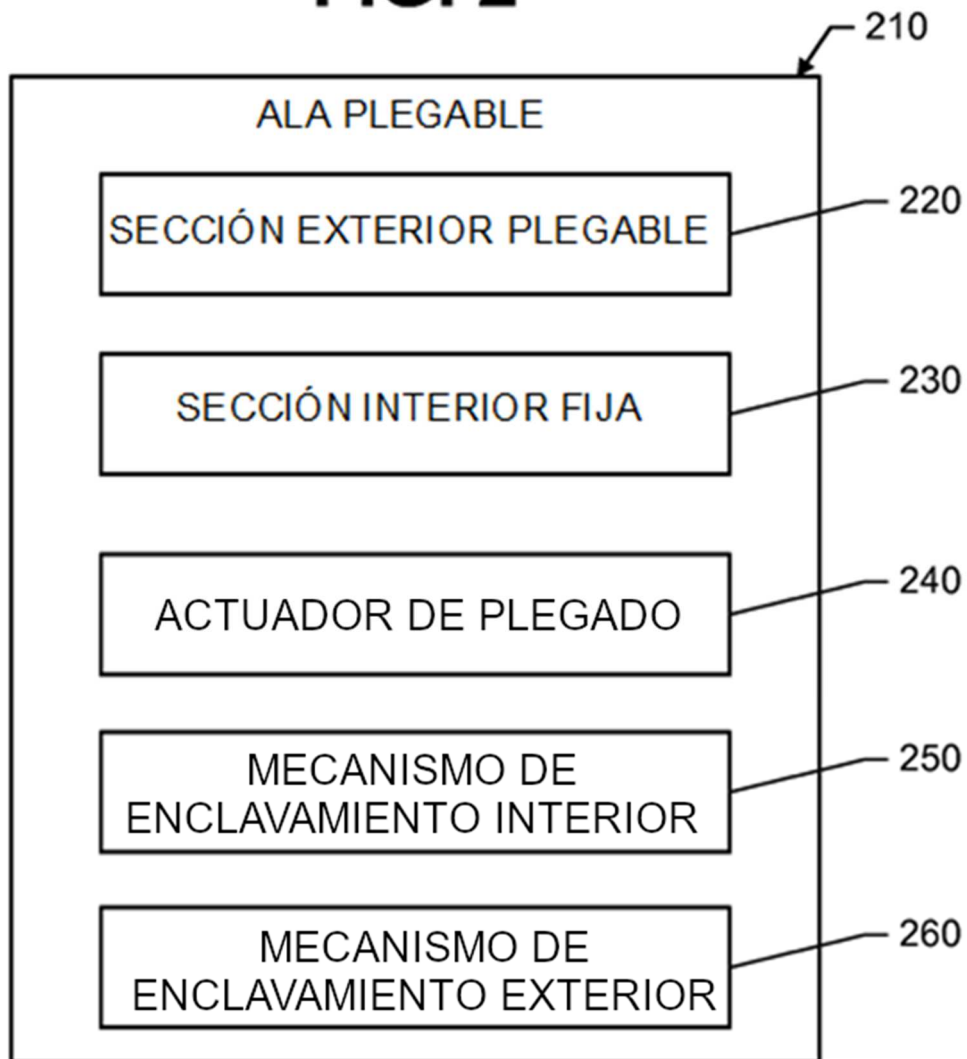 210
ALA PLEGABLE
SECCIÓN EXTERIOR PLEGABLE
220
SECCIÓN INTERIOR FIJA
230
ACTUADOR DE PLEGADO
240
MECANISMO DE
ENCLAVAMIENTO INTERIOR
250
MECANISMO DE
ENCLAVAMIENTO EXTERIOR
260